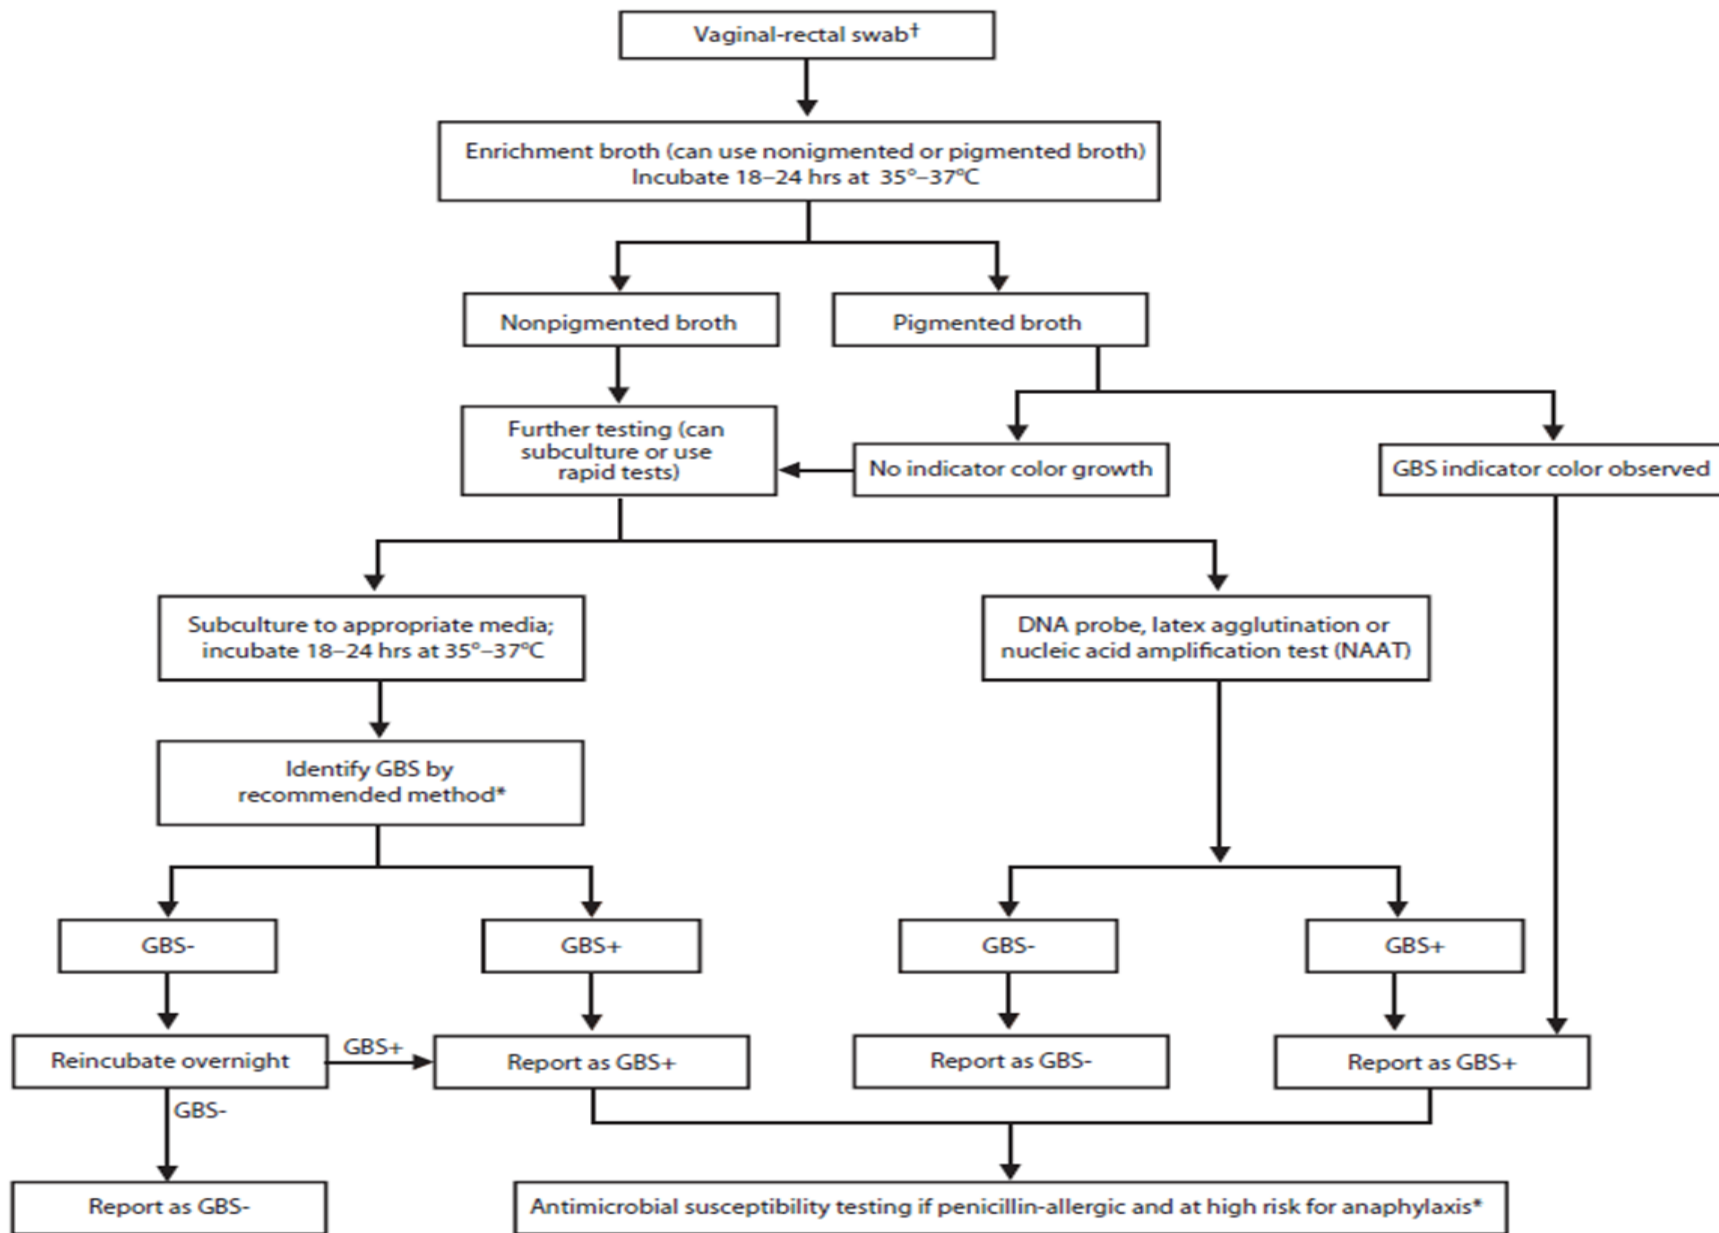 Vaginal-rectal swab†
Enrichment broth (can use nonigmented or pigmented broth)
Incubate 18–24 hrs at 35°–37°C
Nonpigmented broth
Pigmented broth
Further testing (can
subculture or use
rapid tests)
No indicator color growth
GBS indicator color observed
Subculture to appropriate media;
incubate 18–24 hrs at 35°–37°C
DNA probe, latex agglutination or
nucleic acid amplification test (NAAT)
Identify GBS by
recommended method*
GBS-
GBS+
GBS-
GBS+
Reincubate overnight
GBS+
Report as GBS+
Report as GBS-
Report as GBS+
GBS-
Report as GBS-
Antimicrobial susceptibility testing if penicillin-allergic and at high risk for anaphylaxis*